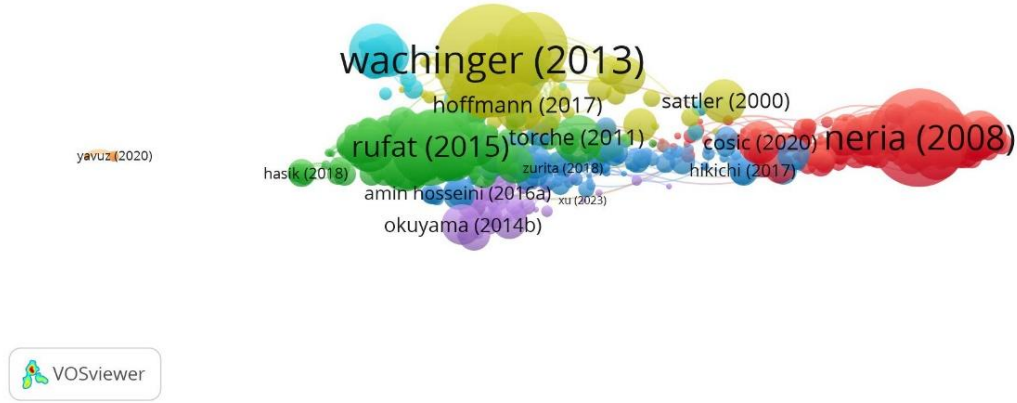 wachinger (2013)
hoffmann (2017)
sattler (2000)
rufat (2015)
torche (2011)
cosic (2020)
neria (2008)
yavuz (2020)
hasik (2018)
zurita (2018)
hikichi (2017)
amin hosseini (2016a)
xu (2023)
okuyama (2014b)
VOSviewer